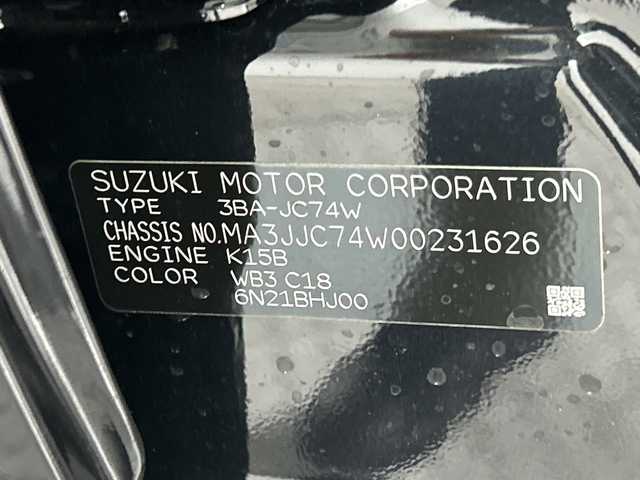 SUZUKI MOTOR CORPORATION
TYPE 3BA-JC74W
CHASSIS NO. MA3JJC74W00231626
ENGINE K15B
COLOR WB3 C18
6N21BHJ00